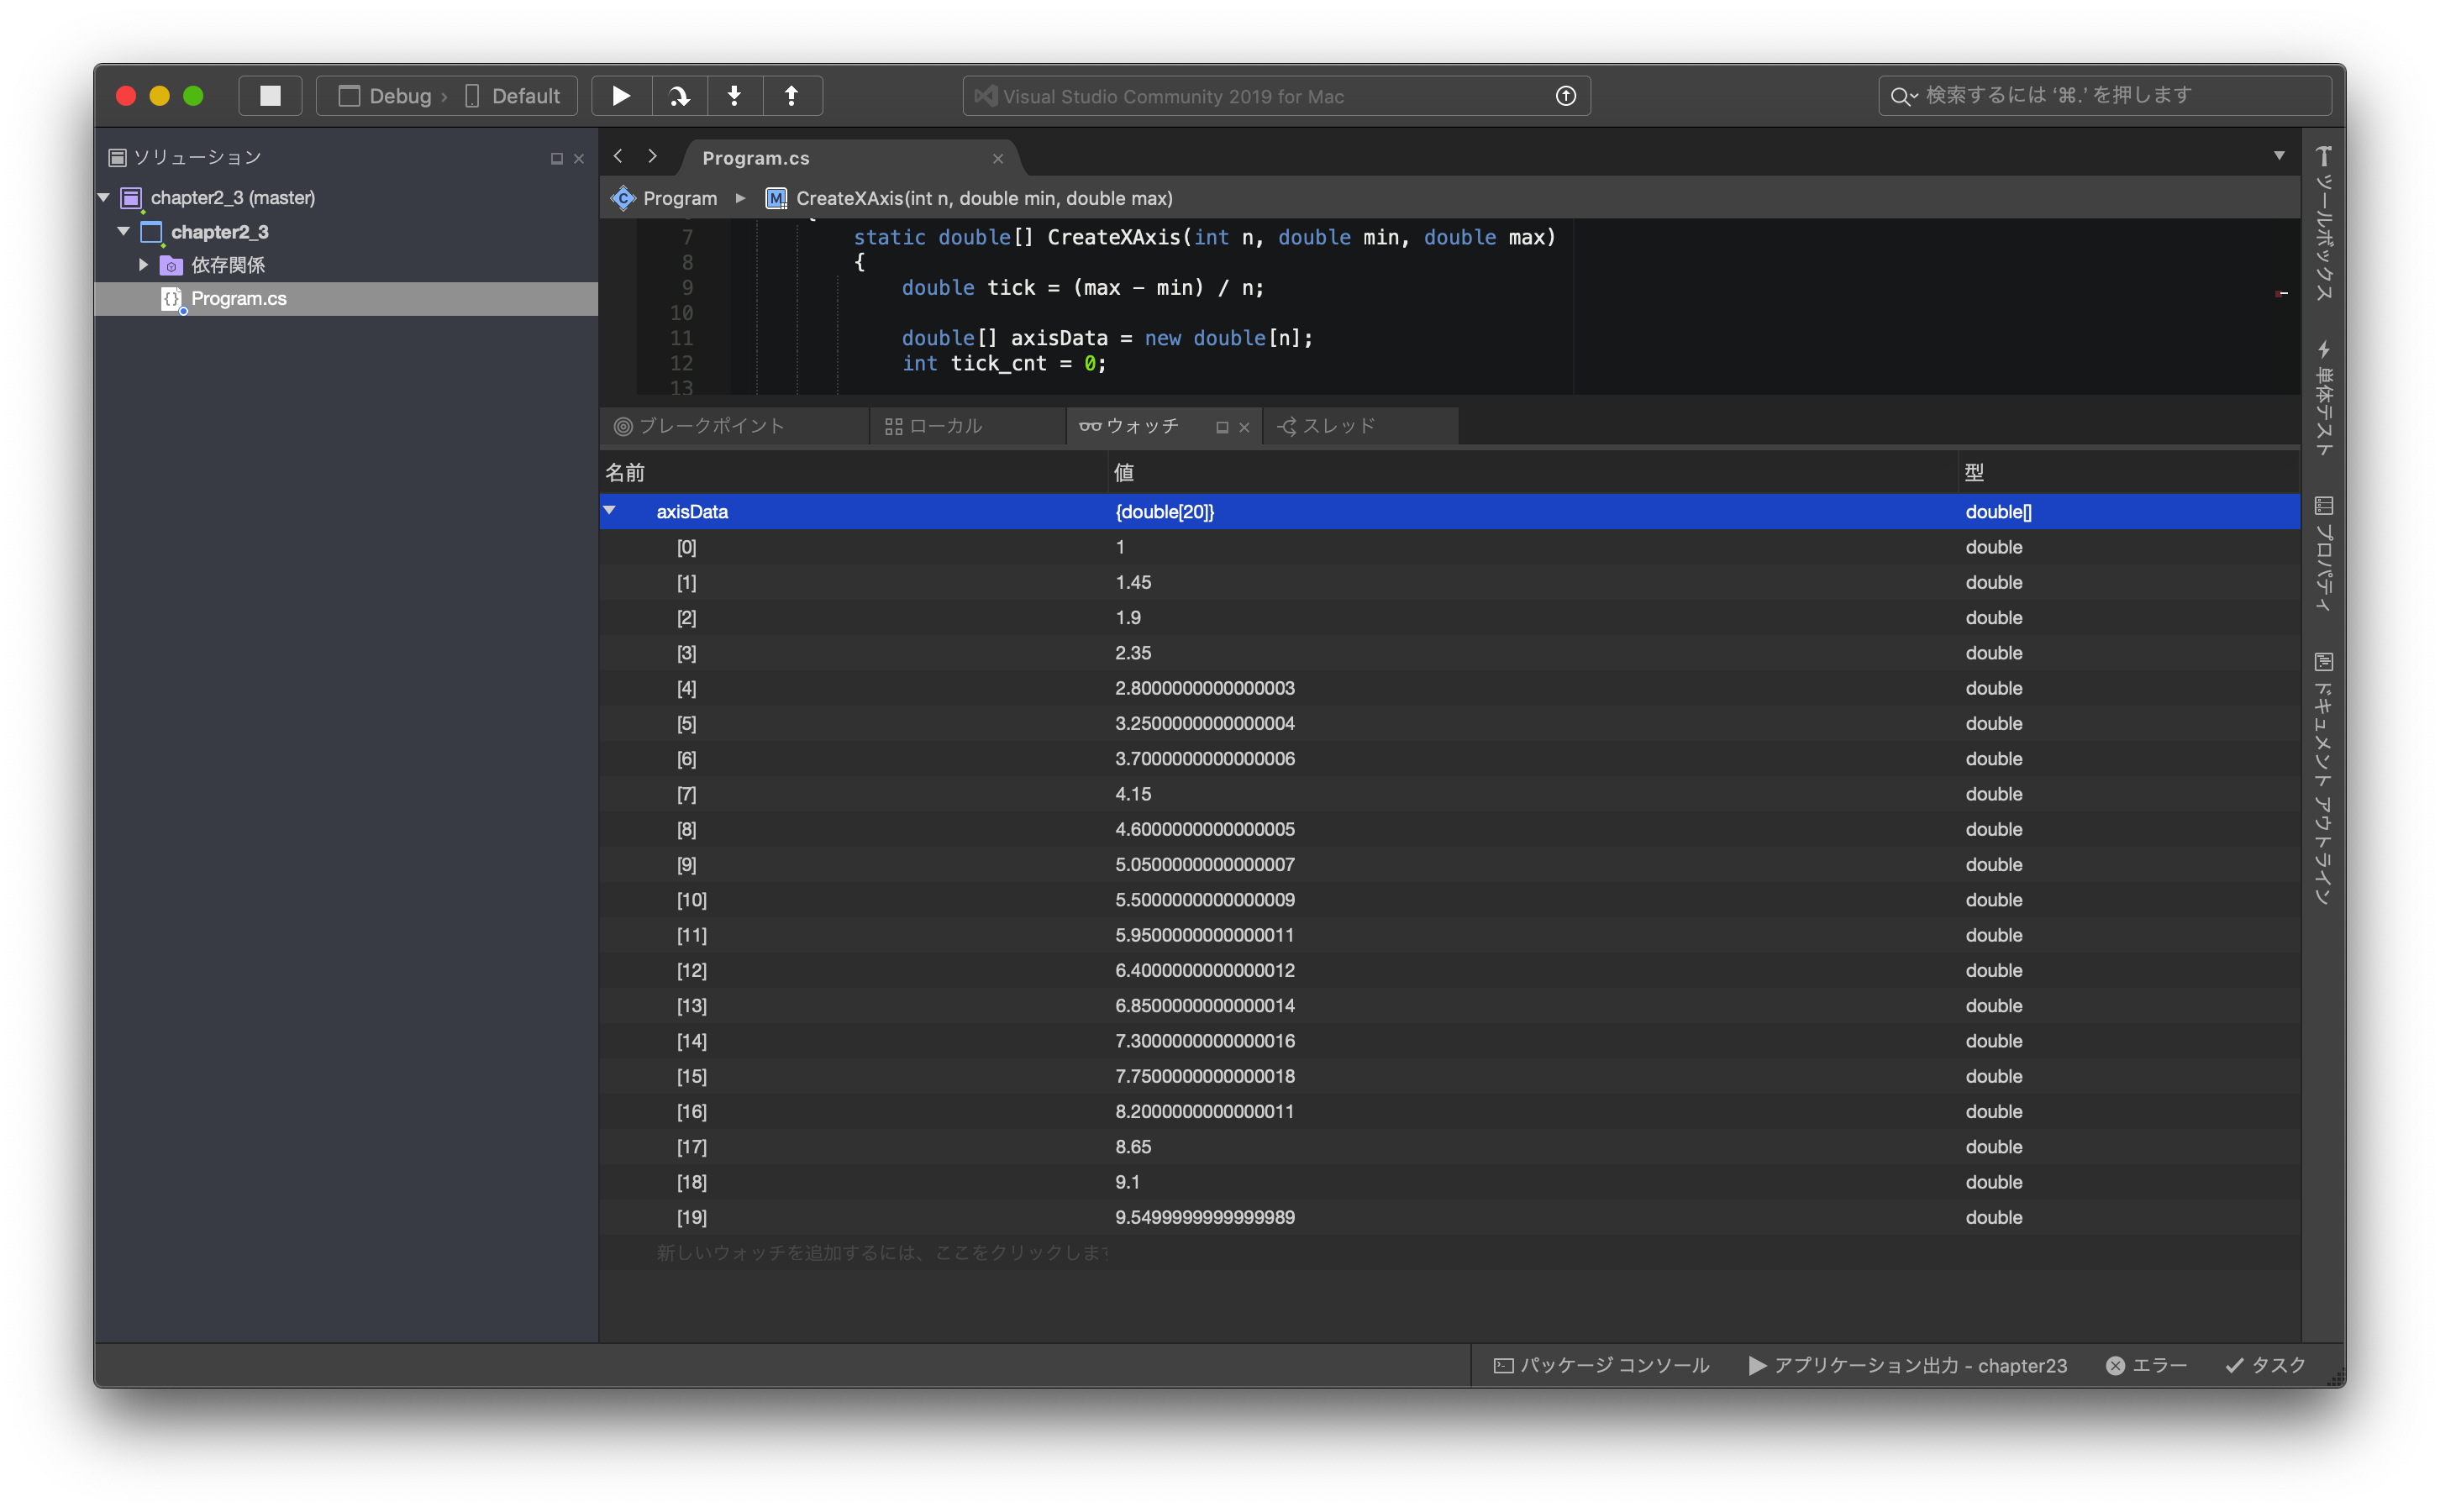 Debug › Default
Visual Studio Community 2019 for Mac
検索するには ‘⌘.’ を押します
ソリューション
chapter2_3 (master)
chapter2_3
依存関係
Program.cs
Program.cs
Program ▶ CreateXAxis(int n, double min, double max)
7 static double[] CreateXAxis(int n, double min, double max)
8 {
9 double tick = (max - min) / n;
10
11 double[] axisData = new double[n];
12 int tick_cnt = 0;
13
ブレークポイント ローカル ウォッチ スレッド
名前 値 型
axisData {double[20]} double[]
[0] 1 double
[1] 1.45 double
[2] 1.9 double
[3] 2.35 double
[4] 2.8000000000000003 double
[5] 3.2500000000000004 double
[6] 3.7000000000000006 double
[7] 4.15 double
[8] 4.6000000000000005 double
[9] 5.0500000000000007 double
[10] 5.5000000000000009 double
[11] 5.9500000000000011 double
[12] 6.4000000000000012 double
[13] 6.8500000000000014 double
[14] 7.3000000000000016 double
[15] 7.7500000000000018 double
[16] 8.2000000000000011 double
[17] 8.65 double
[18] 9.1 double
[19] 9.5499999999999989 double
新しいウォッチを追加するには、ここをクリックしま
ツールボックス
単体テスト
プロパティ
ドキュメント アウトライン
パッケージ コンソール アプリケーション出力 - chapter23 エラー タスク